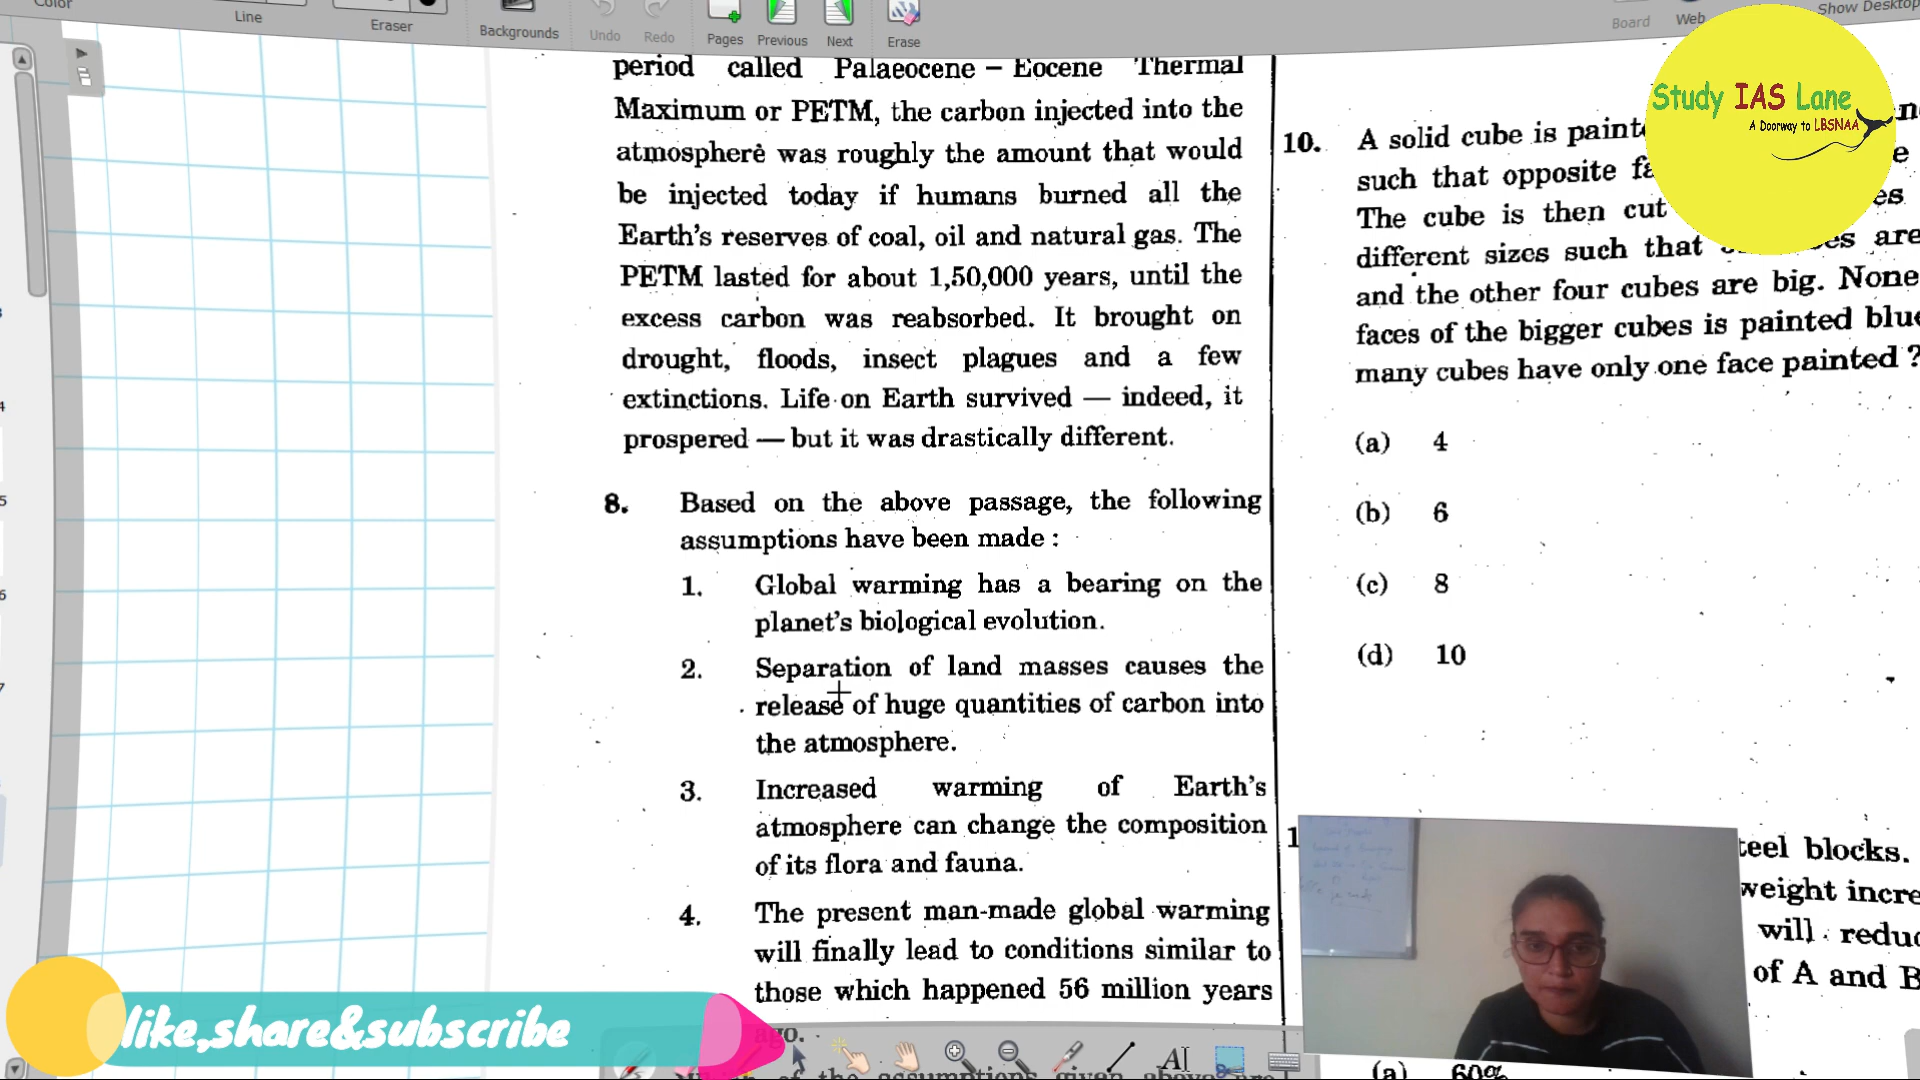 Color
Line
Eraser
Backgrounds
Undo
Redo
Pages
Previous
Next
Erase
Board
Web
Show Desktop
Study IAS Lane
A Doorway to LBSNAA
period called Palaeocene – Eocene Thermal
Maximum or PETM, the carbon injected into the
atmosphere was roughly the amount that would
be injected today if humans burned all the
Earth's reserves of coal, oil and natural gas. The
PETM lasted for about 1,50,000 years, until the
excess carbon was reabsorbed. It brought on
drought, floods, insect plagues and a few
extinctions. Life on Earth survived — indeed, it
prospered — but it was drastically different.
8. Based on the above passage, the following
assumptions have been made :
1. Global warming has a bearing on the
planet's biological evolution.
2. Separation of land masses causes the
release of huge quantities of carbon into
the atmosphere.
3. Increased warming of Earth's
atmosphere can change the composition
of its flora and fauna.
4. The present man-made global warming
will finally lead to conditions similar to
those which happened 56 million years
ago.
of the assumptions given above are
10. A solid cube is
such that opposite
The cube is then cut
different sizes such that are
and the other four cubes are big. None
faces of the bigger cubes is painted
many cubes have only one face painted ?
(a) 4
(b) 6
(c) 8
(d) 10
blocks.
weight
will
of A and B
(a) 60%
like,share&subscribe